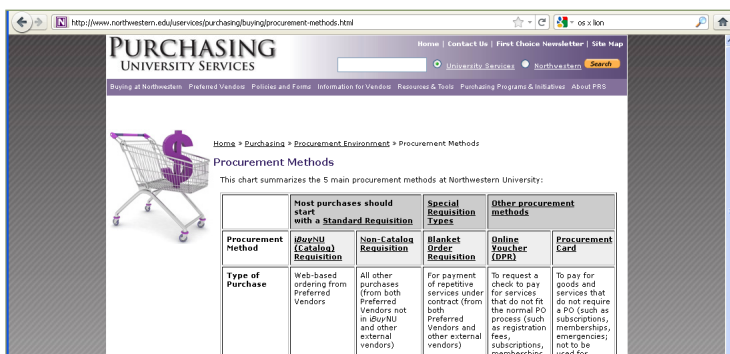 http://www.northwestern.edu/uservices/purchasing/buying/procurement-methods.html
os x lion
PURCHASING
UNIVERSITY SERVICES
Home | Contact Us | First Choice Newsletter | Site Map
University Services Northwestern Search
Buying at Northwestern Preferred Vendors Policies and Forms Information for Vendors Resources & Tools Purchasing Programs & Initiatives About PRS
Home » Purchasing » Procurement Environment » Procurement Methods
Procurement Methods
This chart summarizes the 5 main procurement methods at Northwestern University:
Most purchases should
start
with a Standard Requisition
Special
Requisition
Types
Other procurement
methods
Procurement
Method
iBuyNU
(Catalog)
Requisition
Non-Catalog
Requisition
Blanket
Order
Requisition
Online
Voucher
(DPR)
Procurement
Card
Type of
Purchase
Web-based
ordering from
Preferred
Vendors
All other
purchases
(from both
Preferred
Vendors not
in iBuyNU
and other
external
vendors)
For payment
of repetitive
services under
contract (from
both
Preferred
Vendors and
other external
vendors)
To request a
check to pay
for services
that do not fit
the normal PO
process (such
as registration
fees,
subscriptions,
memberships
To pay for
goods and
services that
do not require
a PO (such as
subscriptions,
memberships,
emergencies;
not to be
used for